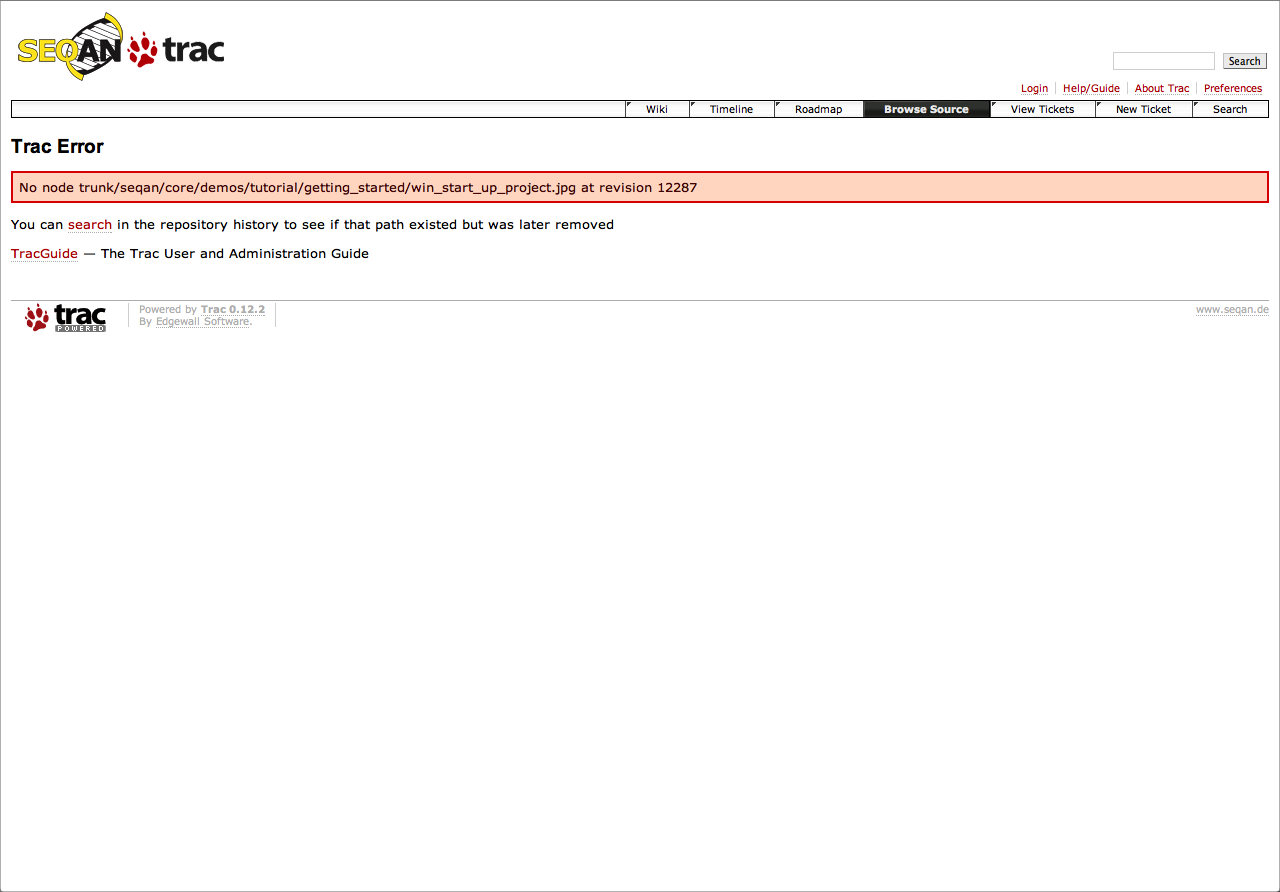 SEQAN trac
Search
Login Help/Guide About Trac Preferences
Wiki Timeline Roadmap Browse Source View Tickets New Ticket Search
Trac Error
No node trunk/seqan/core/demos/tutorial/getting_started/win_start_up_project.jpg at revision 12287
You can search in the repository history to see if that path existed but was later removed
TracGuide — The Trac User and Administration Guide
trac
POWERED
Powered by Trac 0.12.2
By Edgewall Software.
www.seqan.de